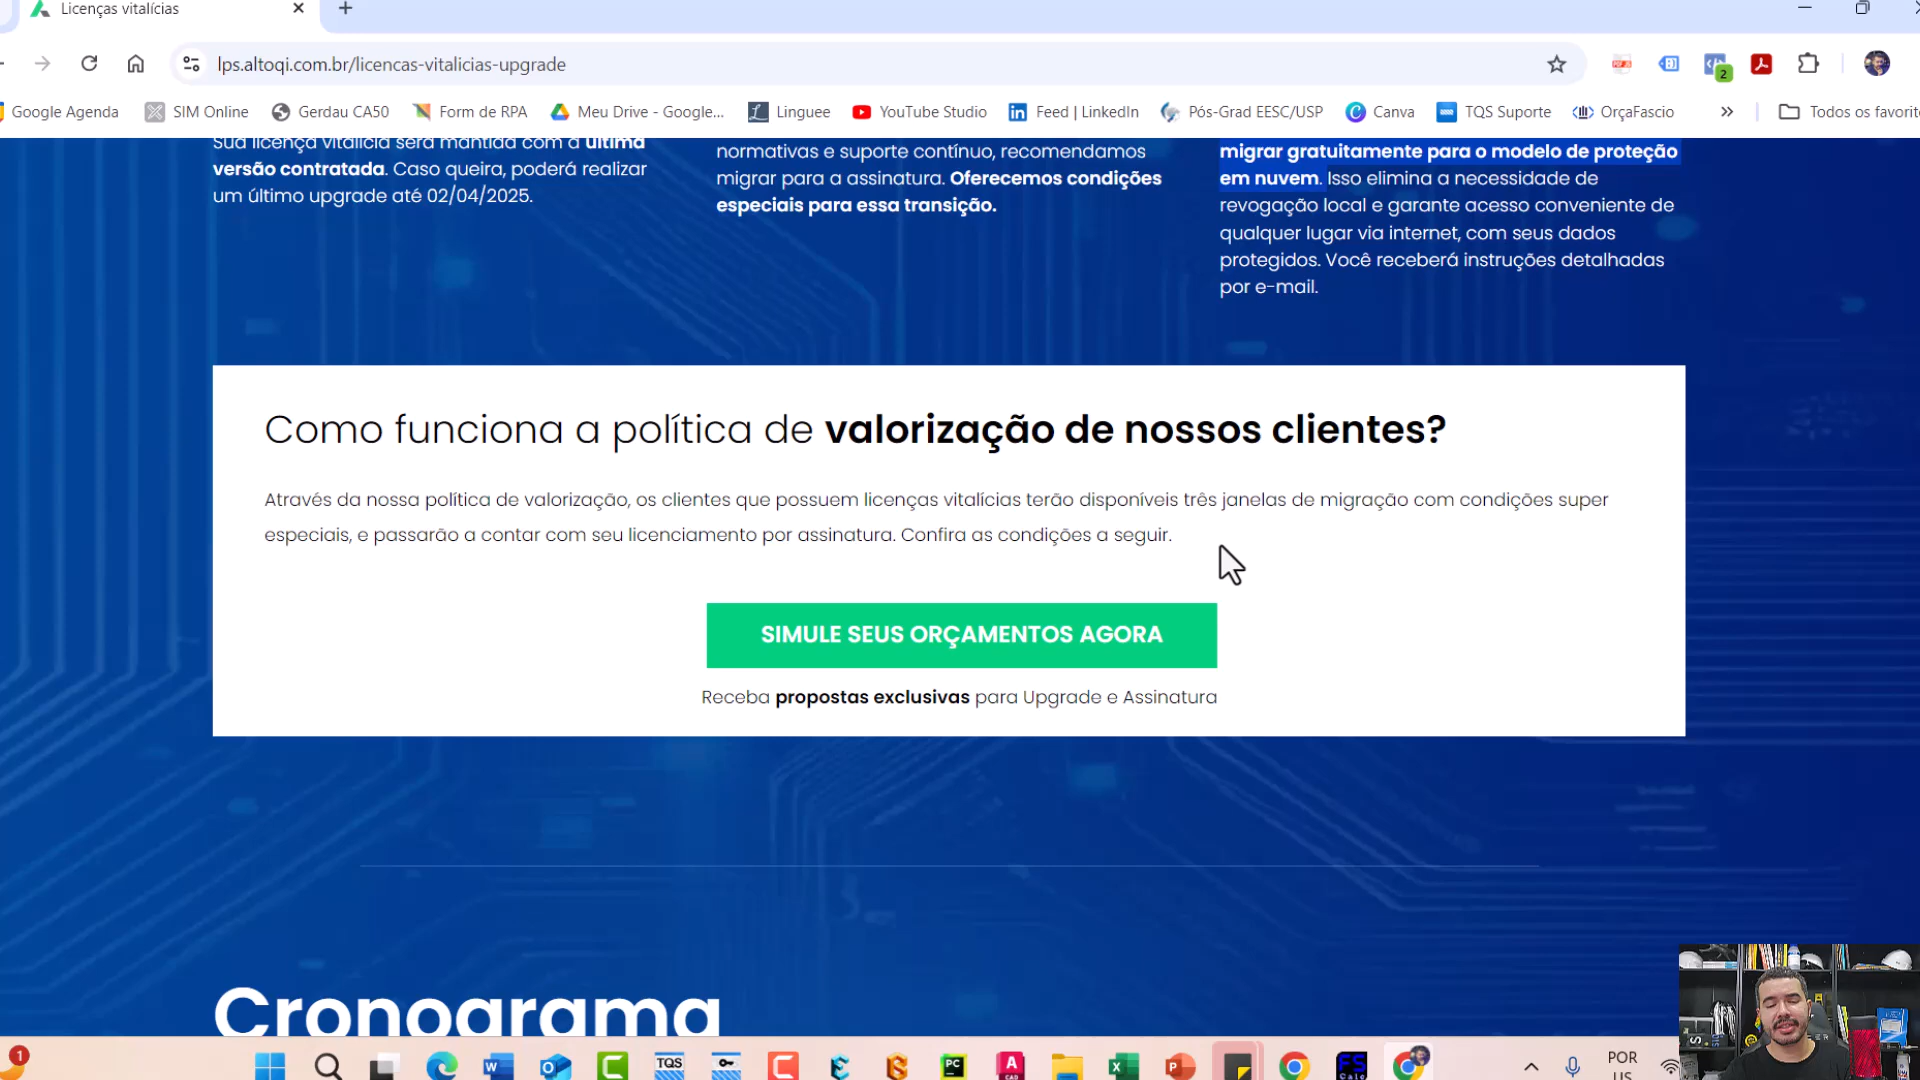 Licenças vitalícias
lps.altoqi.com.br/licencas-vitalicias-upgrade
2
Google Agenda
SIM Online
Gerdau CA50
Form de RPA
Meu Drive - Google...
Linguee
YouTube Studio
Feed | LinkedIn
Pós-Grad EESC/USP
Canva
TQS Suporte
OrçaFascio
Todos os favorit
Sua licença vitalícia será mantida com a última
versão contratada. Caso queira, poderá realizar
um último upgrade até 02/04/2025.
normativas e suporte contínuo, recomendamos
migrar para a assinatura. Oferecemos condições
especiais para essa transição.
migrar gratuitamente para o modelo de proteção
em nuvem. Isso elimina a necessidade de
revogação local e garante acesso conveniente de
qualquer lugar via internet, com seus dados
protegidos. Você receberá instruções detalhadas
por e-mail.
Como funciona a política de valorização de nossos clientes?
Através da nossa política de valorização, os clientes que possuem licenças vitalícias terão disponíveis três janelas de migração com condições super
especiais, e passarão a contar com seu licenciamento por assinatura. Confira as condições a seguir.
SIMULE SEUS ORÇAMENTOS AGORA
Receba propostas exclusivas para Upgrade e Assinatura
Cronograma
1
TQS
POR
US